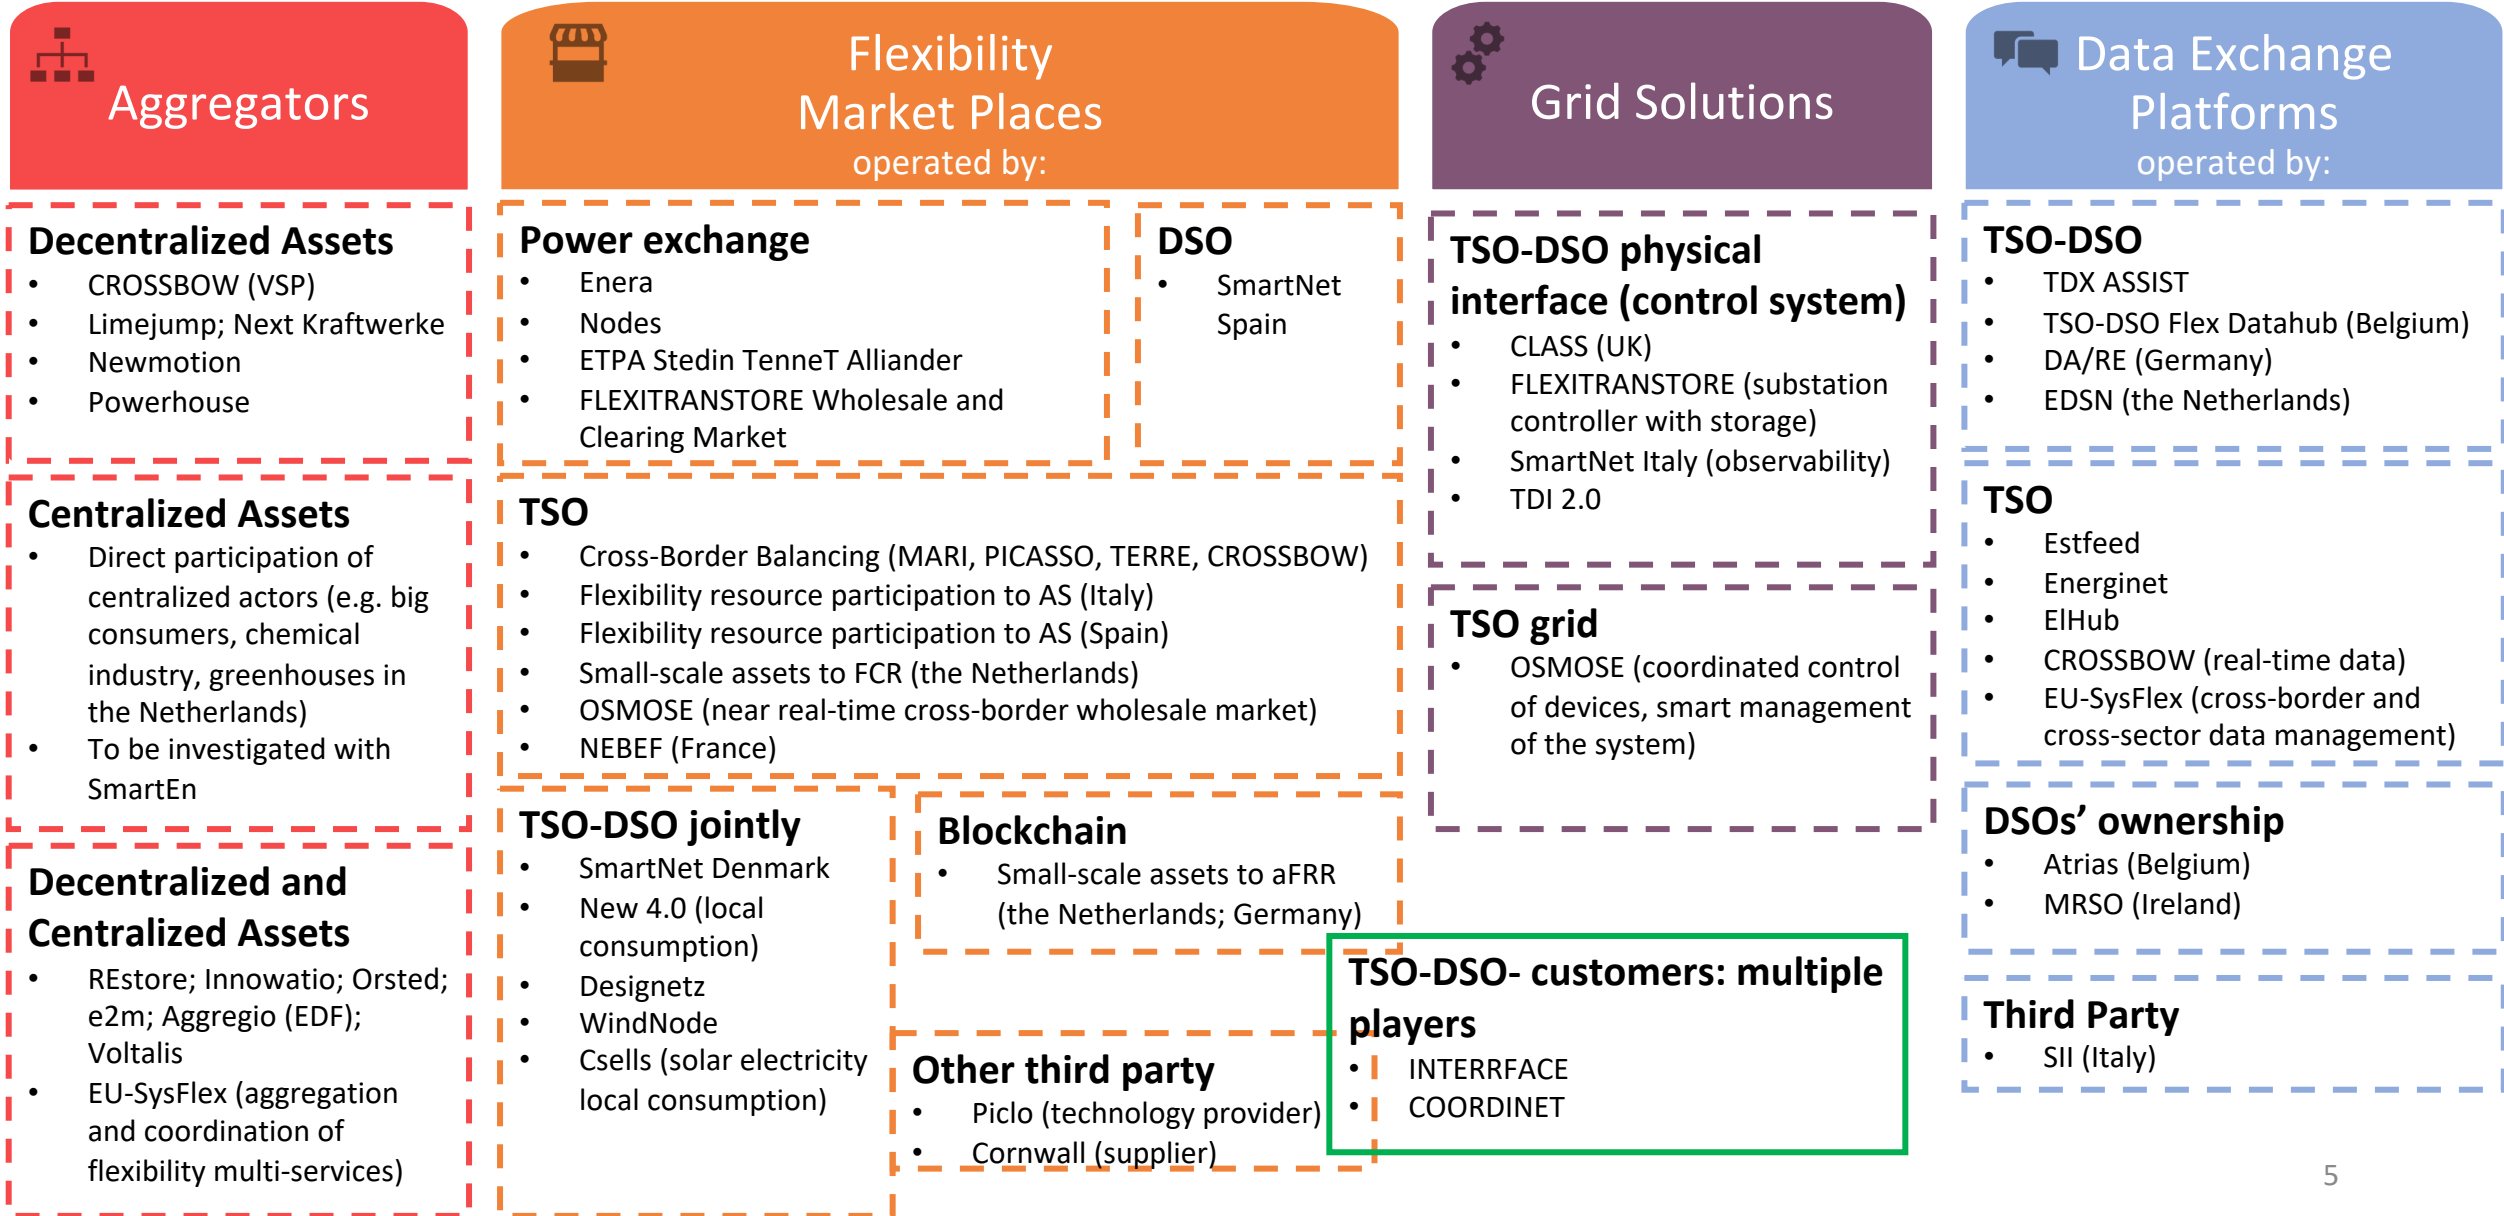 Aggregators
Decentralized Assets
• CROSSBOW (VSP)
• Limejump; Next Kraftwerke
• Newmotion
• Powerhouse
Centralized Assets
• Direct participation of
centralized actors (e.g. big
consumers, chemical
industry, greenhouses in
the Netherlands)
• To be investigated with
SmartEn
Decentralized and
Centralized Assets
• REstore; Innowatio; Orsted;
e2m; Aggregio (EDF);
Voltalis
• EU-SysFlex (aggregation
and coordination of
flexibility multi-services)
Flexibility
Market Places
operated by:
Power exchange
• Enera
• Nodes
• ETPA Stedin TenneT Alliander
• FLEXITRANSTORE Wholesale and
Clearing Market
DSO
• SmartNet
Spain
TSO
• Cross-Border Balancing (MARI, PICASSO, TERRE, CROSSBOW)
• Flexibility resource participation to AS (Italy)
• Flexibility resource participation to AS (Spain)
• Small-scale assets to FCR (the Netherlands)
• OSMOSE (near real-time cross-border wholesale market)
• NEBEF (France)
TSO-DSO jointly
• SmartNet Denmark
• New 4.0 (local
consumption)
• Designetz
• WindNode
• Csells (solar electricity
local consumption)
Blockchain
• Small-scale assets to aFRR
(the Netherlands; Germany)
Other third party
• Piclo (technology provider)
• Cornwall (supplier)
Grid Solutions
TSO-DSO physical
interface (control system)
• CLASS (UK)
• FLEXITRANSTORE (substation
controller with storage)
• SmartNet Italy (observability)
• TDI 2.0
TSO grid
• OSMOSE (coordinated control
of devices, smart management
of the system)
TSO-DSO- customers: multiple
players
• INTERRFACE
• COORDINET
Data Exchange
Platforms
operated by:
TSO-DSO
• TDX ASSIST
• TSO-DSO Flex Datahub (Belgium)
• DA/RE (Germany)
• EDSN (the Netherlands)
TSO
• Estfeed
• Energinet
• ElHub
• CROSSBOW (real-time data)
• EU-SysFlex (cross-border and
cross-sector data management)
DSOs’ ownership
• Atrias (Belgium)
• MRSO (Ireland)
Third Party
• SII (Italy)
5